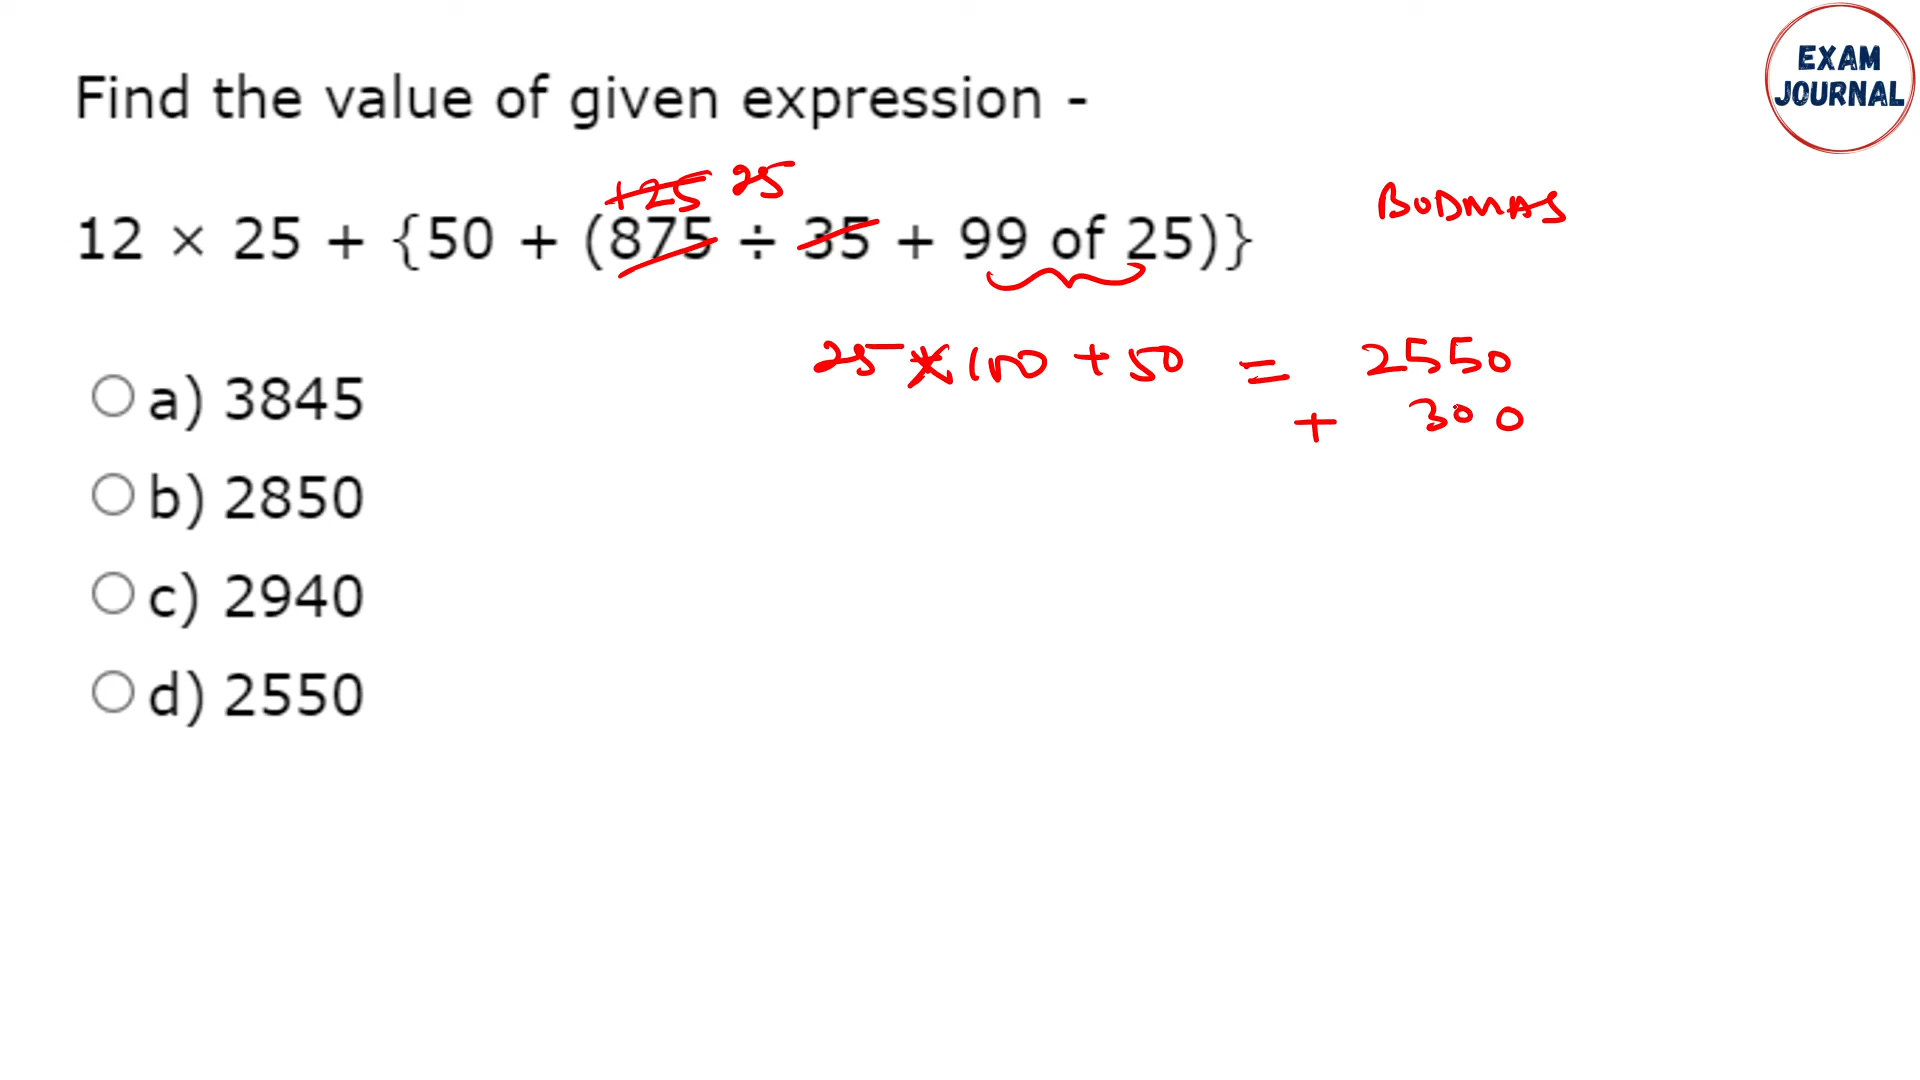 EXAM
JOURNAL
Find the value of given expression -
+25 25
12 × 25 + {50 + (875 ÷ 35 + 99 of 25)}
BODMAS
25 * 100 + 50 = 2550
+ 300
a) 3845
b) 2850
c) 2940
d) 2550